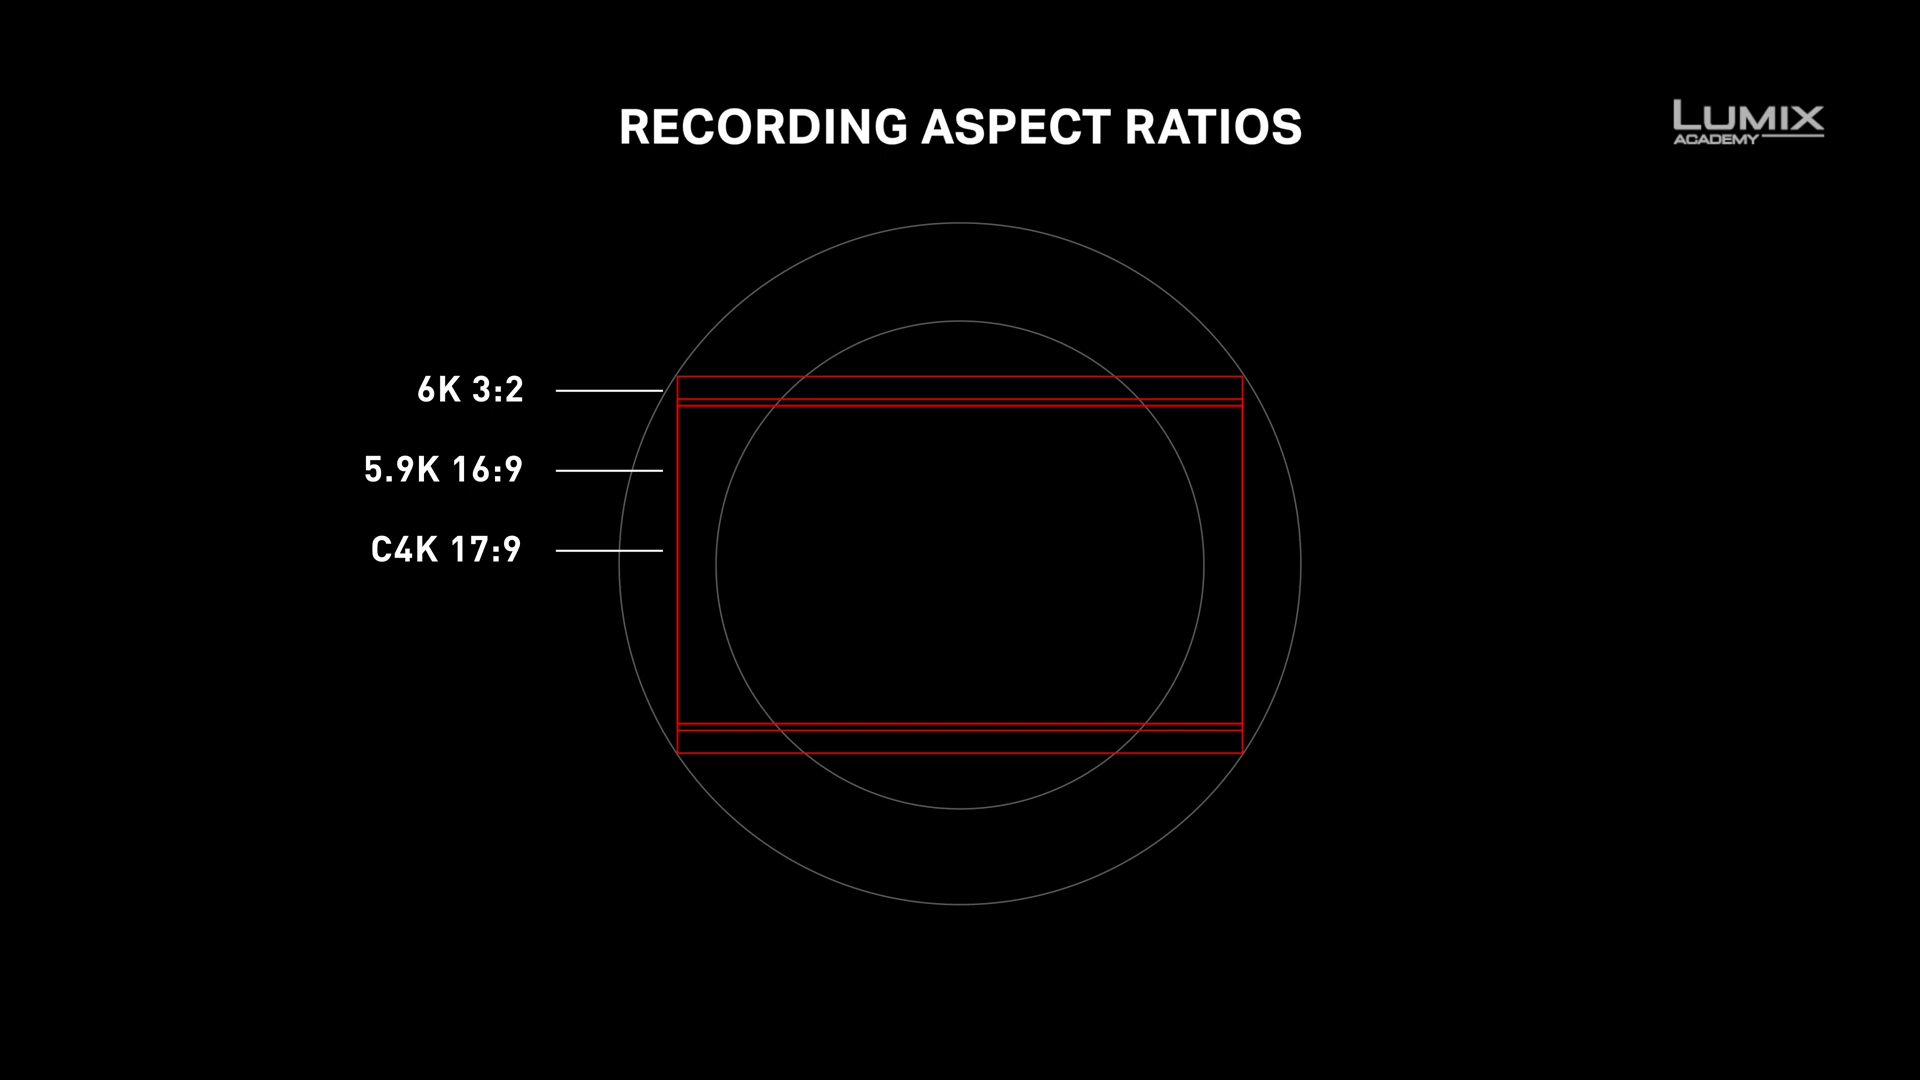 RECORDING ASPECT RATIOS
LUMIX
ACADEMY
6K 3:2
5.9K 16:9
C4K 17:9